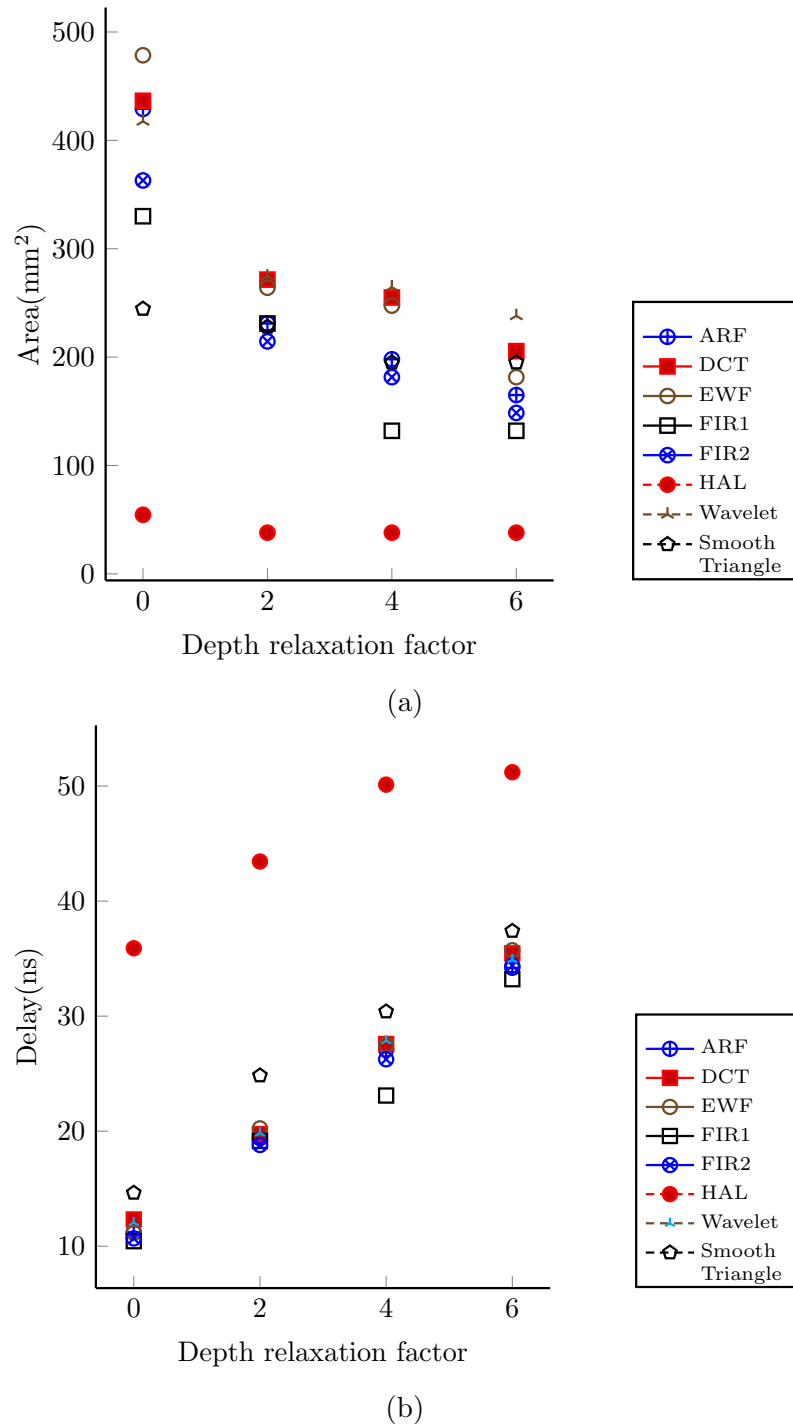 500
400
300
200
100
0
Area(mm²)
0 2 4 6
Depth relaxation factor
ARF
DCT
EWF
FIR1
FIR2
HAL
Wavelet
Smooth
Triangle
(a)
50
40
30
20
10
Delay(ns)
0 2 4 6
Depth relaxation factor
ARF
DCT
EWF
FIR1
FIR2
HAL
Wavelet
Smooth
Triangle
(b)